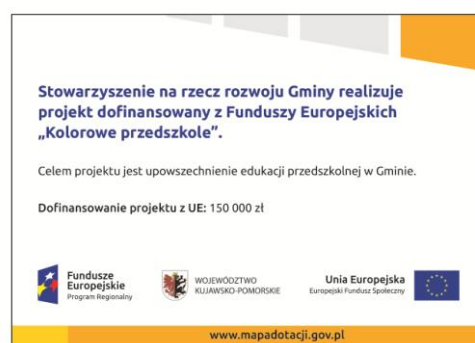 Stowarzyszenie na rzecz rozwoju Gminy realizuje
projekt dofinansowany z Funduszy Europejskich
„Kolorowe przedszkole”.
Celem projektu jest upowszechnienie edukacji przedszkolnej w Gminie.
Dofinansowanie projektu z UE: 150 000 zł
Fundusze
Europejskie
Program Regionalny
WOJEWÓDZTWO
KUJAWSKO-POMORSKIE
Unia Europejska
Europejski Fundusz Społeczny
www.mapadotacji.gov.pl